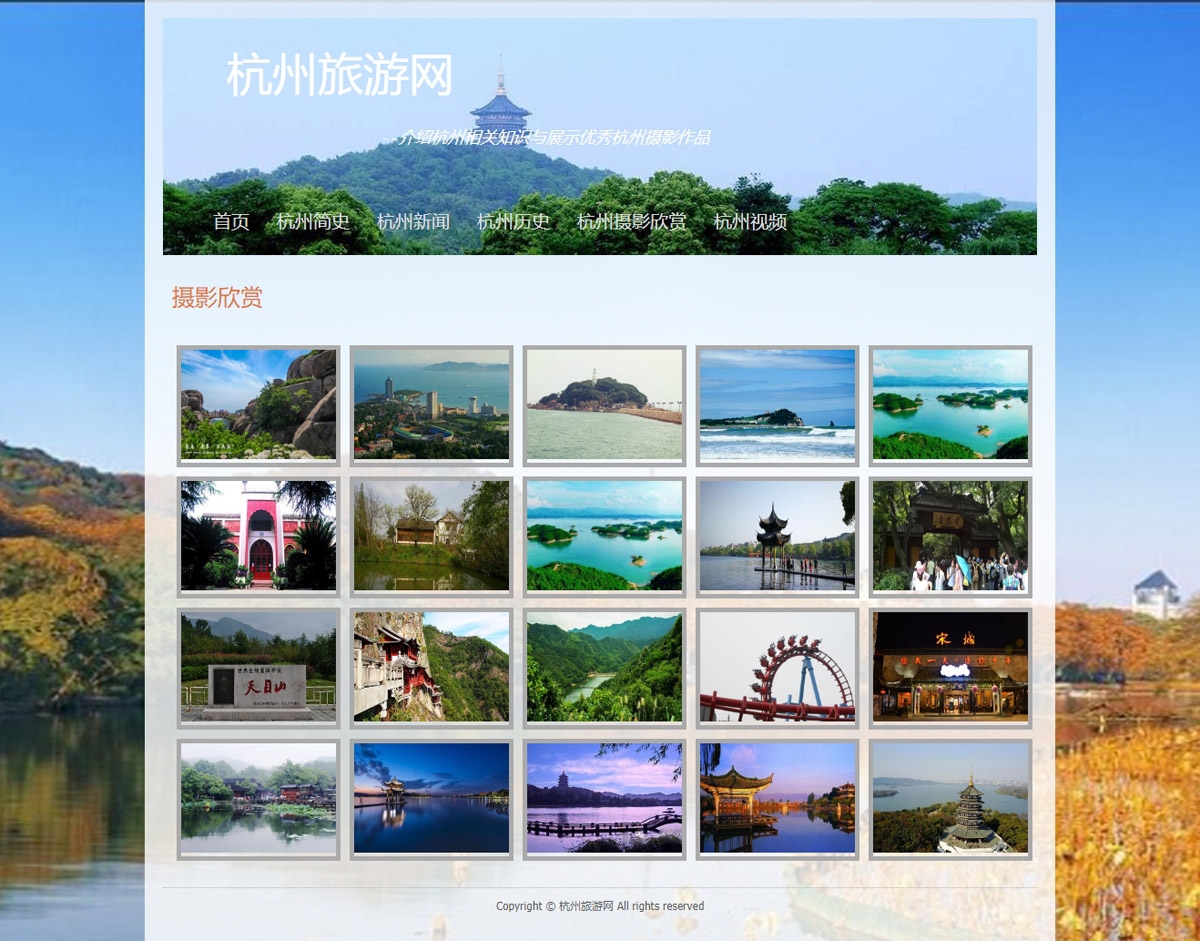 杭州旅游网
--介绍杭州相关知识与展示优秀杭州摄影作品
首页 杭州简史 杭州新闻 杭州历史 杭州摄影欣赏 杭州视频
摄影欣赏
天目山
宋城
Copyright © 杭州旅游网 All rights reserved